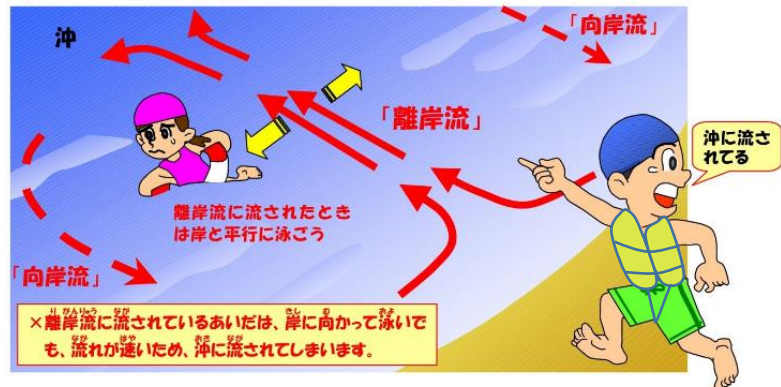 沖
「向岸流」
「離岸流」
沖に流さ
れてる
離岸流に流されたとき
は岸と平行に泳ごう
「向岸流」
×離岸流に流されているあいだは、岸に向かって泳いで
も、流れが速いため、沖に流されてしまいます。